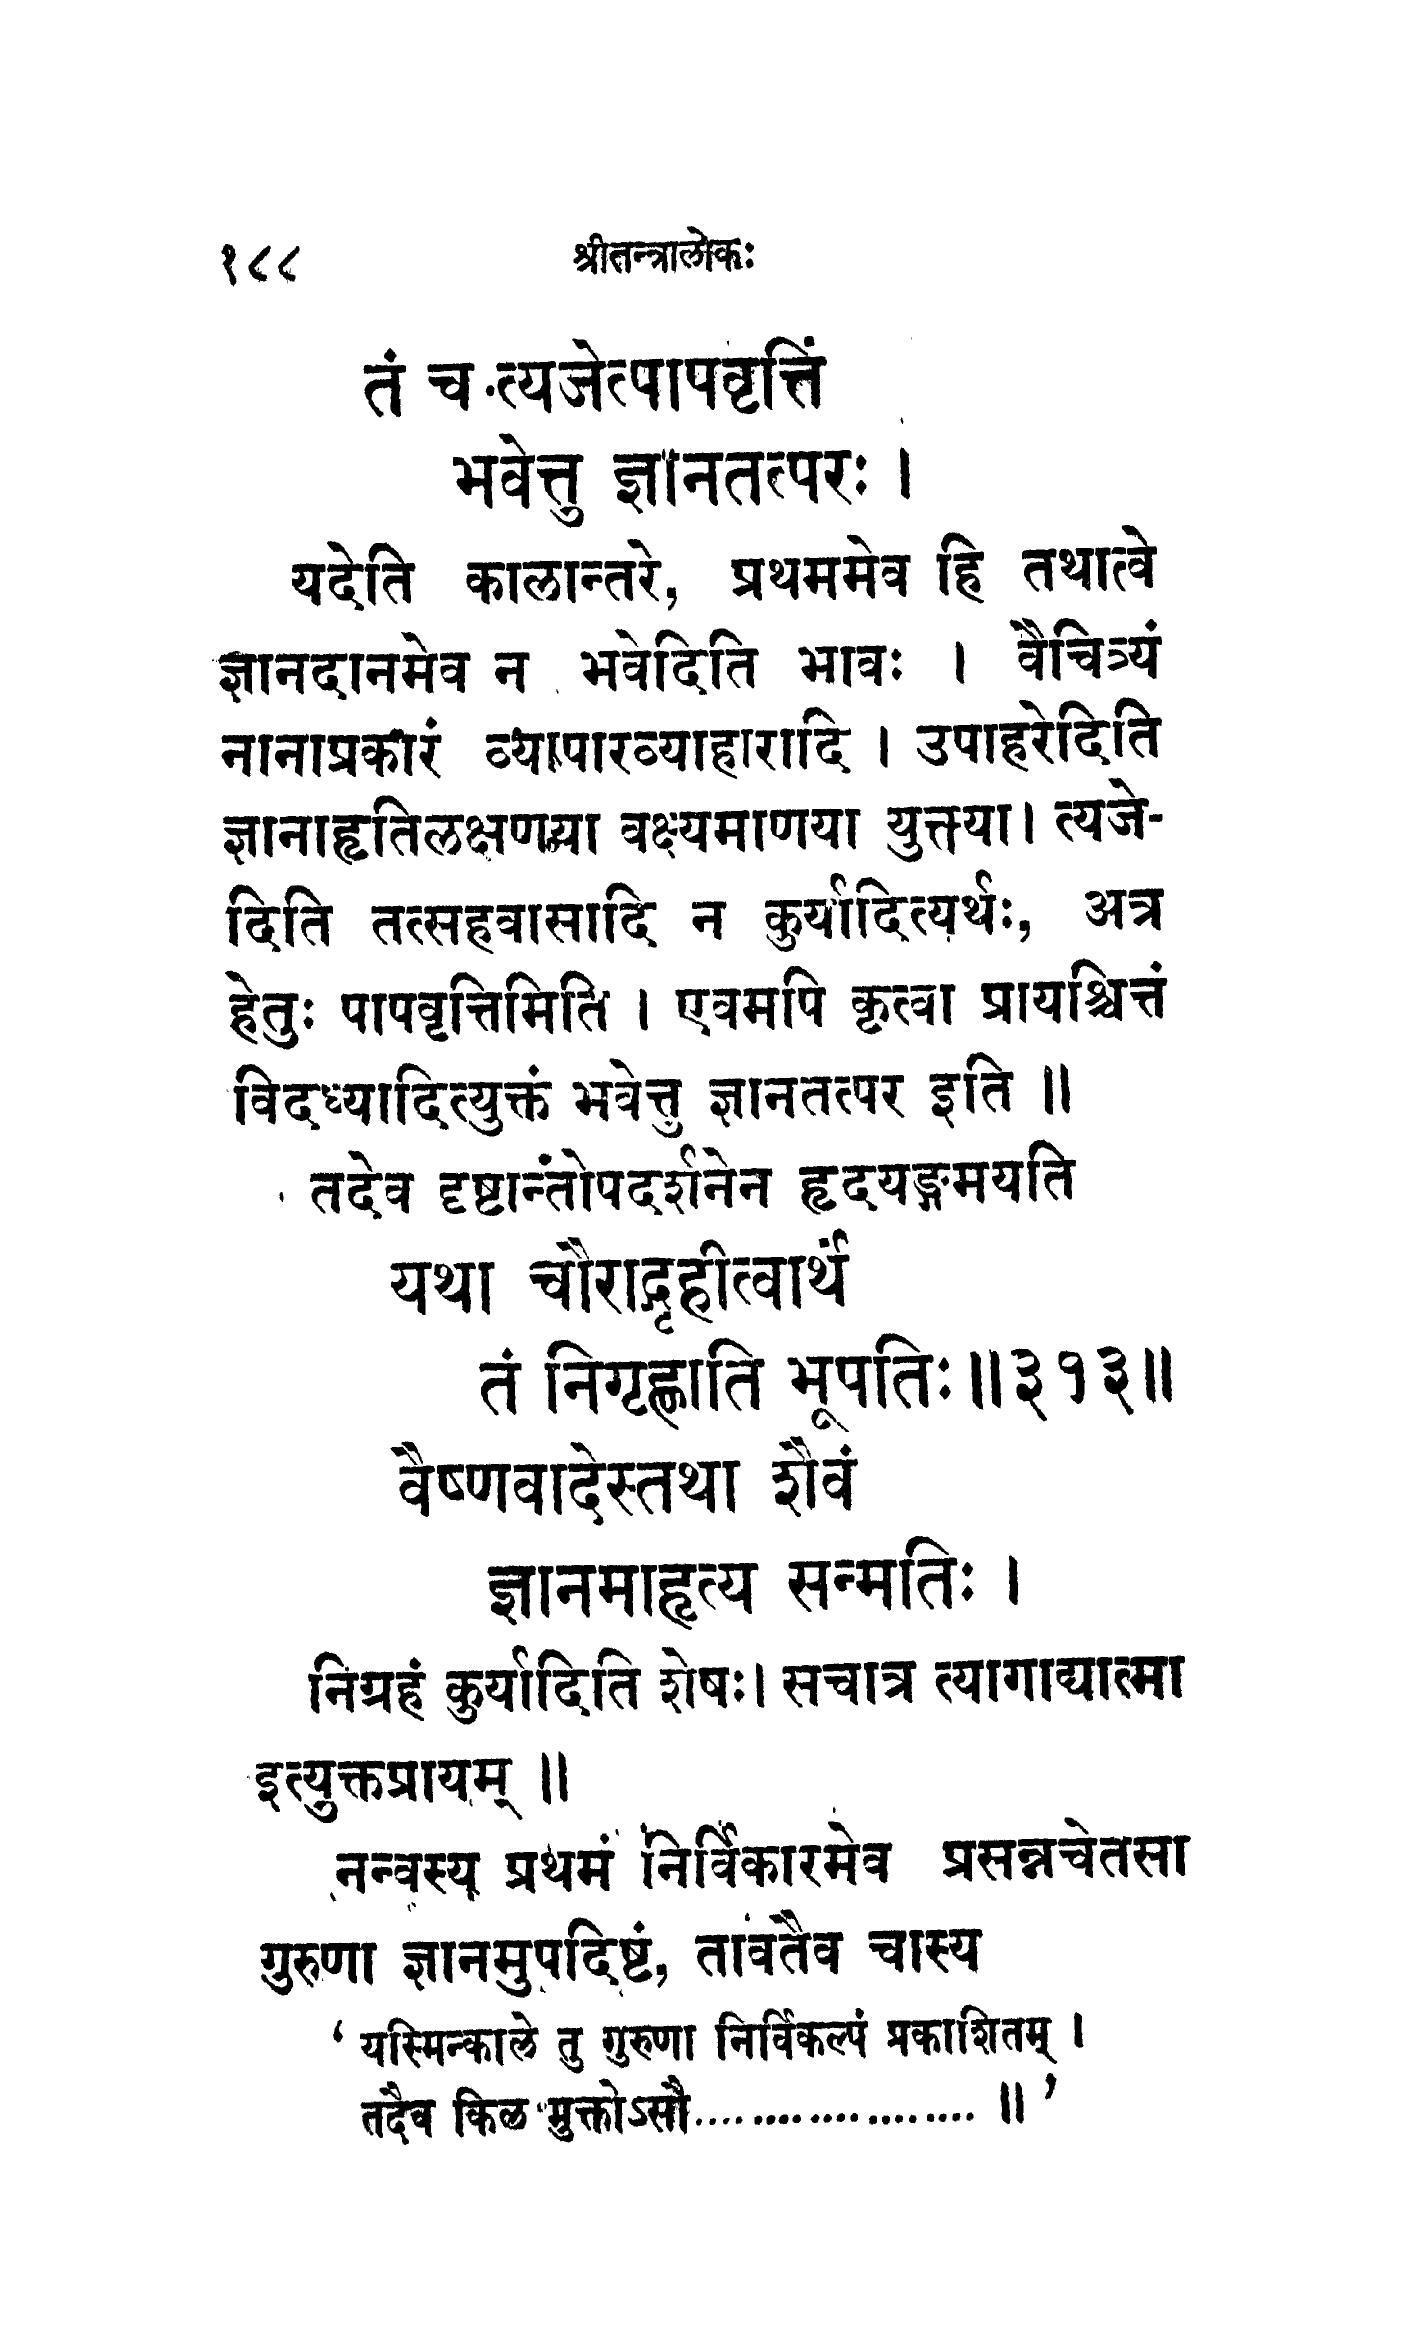 १८८ श्रीतन्त्रालोकः
तं च त्यजेत्पापवृत्तिं
भवेत्तु ज्ञानतत्परः ।
यदेति कालान्तरे, प्रथममेव हि तथात्वे
ज्ञानदानमेव न भवेदिति भावः । वैचित्र्यं
नानाप्रकारं व्यापारव्याहारादि । उपाहरेदिति
ज्ञानाहृतिलक्षणया वक्ष्यमाणया युक्तया। त्यजे-
दिति तत्सहवासादि न कुर्यादित्यर्थः, अत्र
हेतुः पापवृत्तिमिति । एवमपि कृत्वा प्रायश्चित्तं
विदध्यादित्युक्तं भवेत्तु ज्ञानतत्पर इति ॥
तदेव दृष्टान्तोपदर्शनेन हृदयङ्गमयति
यथा चौराद्गृहीत्वार्थं
तं निगृह्णाति भूपतिः॥३१३॥
वैष्णवादेस्तथा शैवं
ज्ञानमाहृत्य सन्मतिः ।
निग्रहं कुर्यादिति शेषः। सचात्र त्यागाद्यात्मा
इत्युक्तप्रायम् ॥
नन्वस्य प्रथमं निर्विकारमेव प्रसन्नचेतसा
गुरुणा ज्ञानमुपदिष्टं, तावतैव चास्य
‘ यस्मिन्काले तु गुरुणा निर्विकल्पं प्रकाशितम् ।
तदैव किल मुक्तोऽसौ.................... ॥ ’